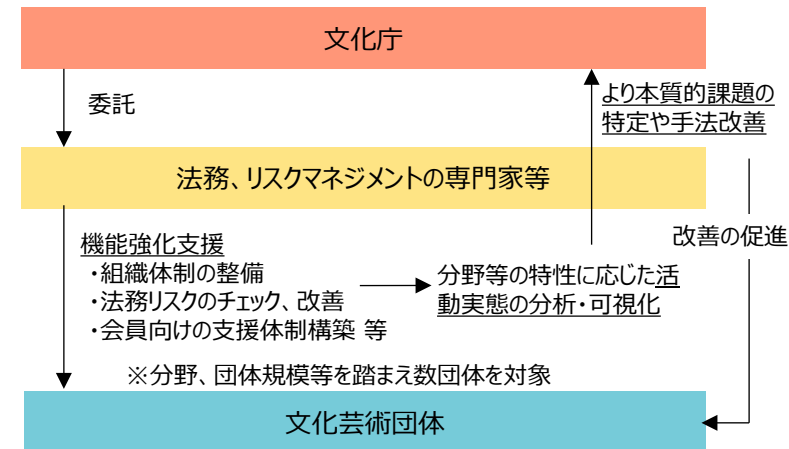 文化庁
委託
より本質的課題の
特定や手法改善
法務、リスクマネジメントの専門家等
改善の促進
機能強化支援
・組織体制の整備
・法務リスクのチェック、改善
・会員向けの支援体制構築 等
分野等の特性に応じた活
動実態の分析・可視化
※分野、団体規模等を踏まえ数団体を対象
文化芸術団体